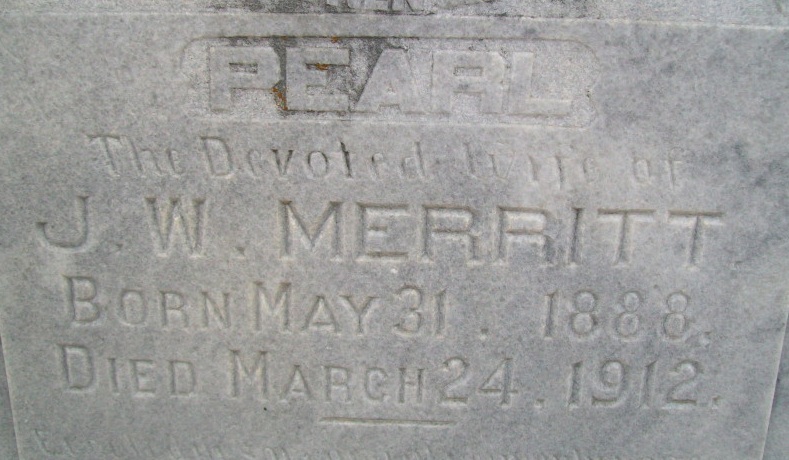 PEARL
The Devoted Wife of
J. W. MERRITT
BORN MAY 31, 1888.
DIED MARCH 24, 1912.